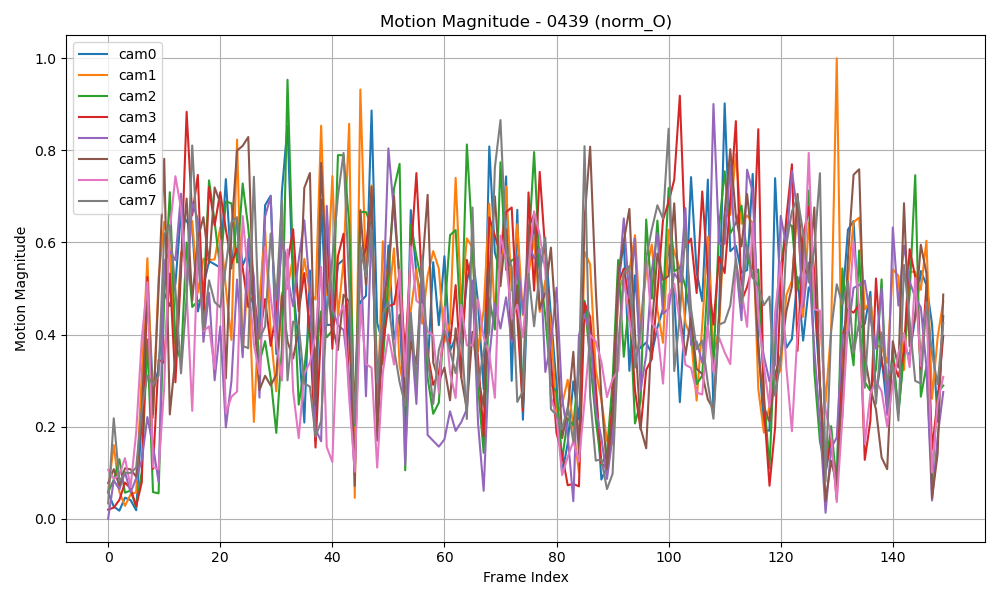 Motion Magnitude - 0439 (norm_O)
cam0
cam1
cam2
cam3
cam4
cam5
cam6
cam7
Motion Magnitude
1.0
0.8
0.6
0.4
0.2
0.0
0 20 40 60 80 100 120 140
Frame Index